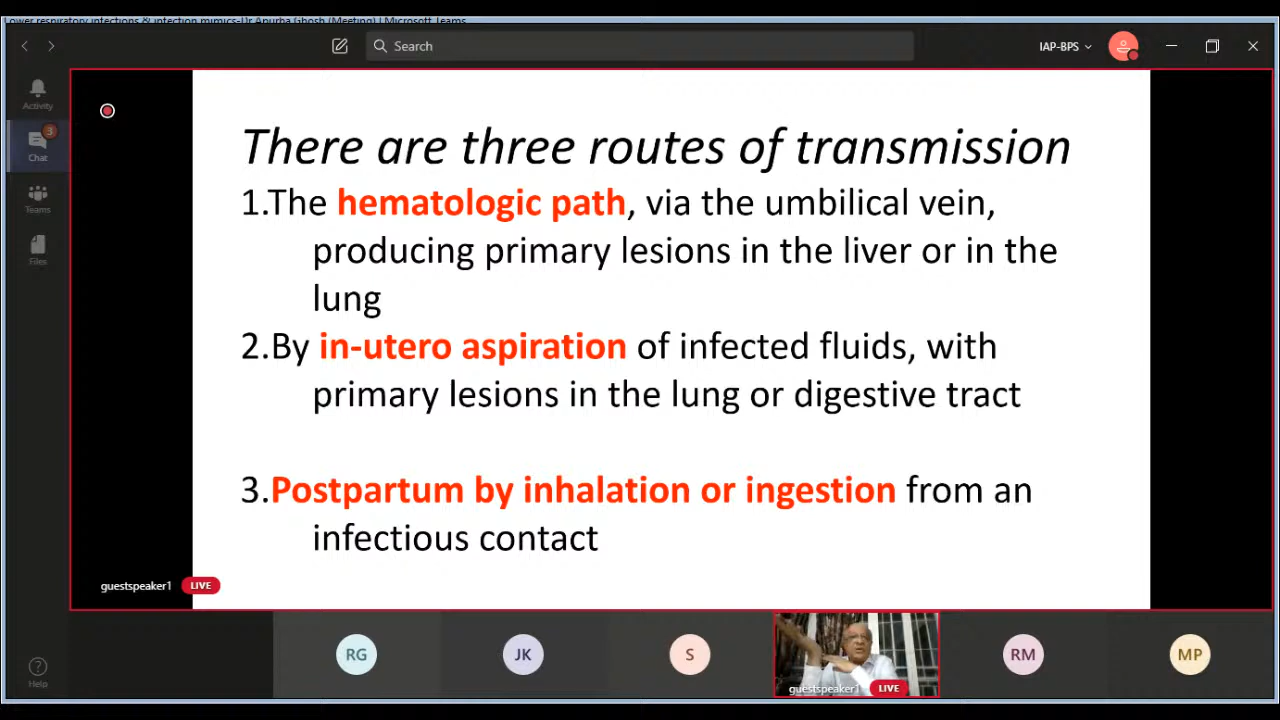 Lower respiratory infections & infection mimics-Dr Apurba Ghosh (Meeting) | Microsoft Teams
Search
IAP-BPS
Activity
3
Chat
Teams
Files
There are three routes of transmission
1.The hematologic path, via the umbilical vein,
producing primary lesions in the liver or in the
lung
2.By in-utero aspiration of infected fluids, with
primary lesions in the lung or digestive tract
3.Postpartum by inhalation or ingestion from an
infectious contact
guestspeaker1 LIVE
RG JK S RM MP
guestspeaker1 LIVE
Help